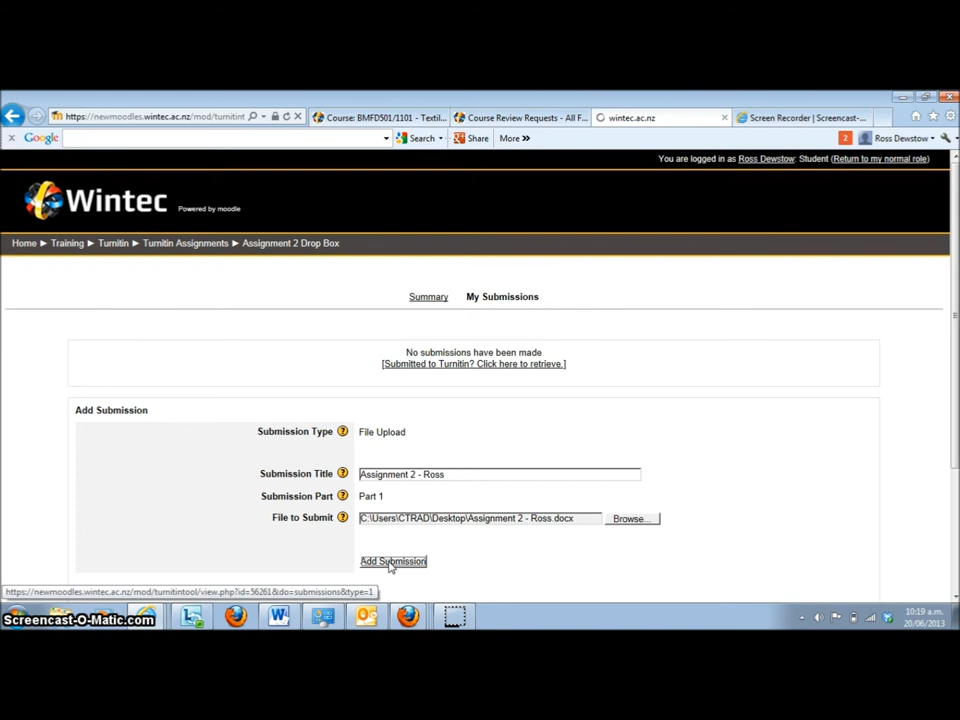 https://newmoodles.wintec.ac.nz/mod/turnitint
Course: BMFD501/1101 - Textil...
Course Review Requests - All F...
wintec.ac.nz
Screen Recorder | Screencast-...
Google
Search
Share
More »
2
Ross Dewstow
You are logged in as Ross Dewstow: Student (Return to my normal role)
Wintec Powered by moodle
Home ► Training ► Turnitin ► Turnitin Assignments ► Assignment 2 Drop Box
Summary My Submissions
No submissions have been made
[Submitted to Turnitin? Click here to retrieve.]
Add Submission
Submission Type ? File Upload
Submission Title ? Assignment 2 - Ross
Submission Part ? Part 1
File to Submit ? C:\Users\CTRAD\Desktop\Assignment 2 - Ross.docx Browse...
Add Submission
https://newmoodles.wintec.ac.nz/mod/turnitintool/view.php?id=56261&do=submissions&type=1
Screencast-O-Matic.com
10:19 a.m.
20/06/2013